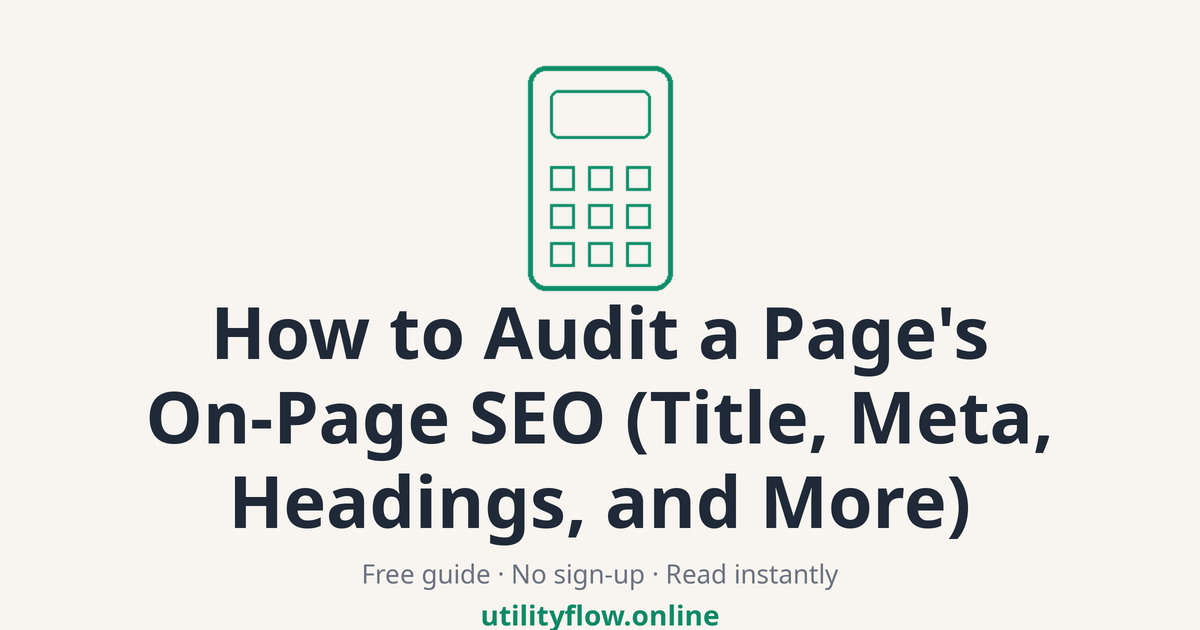 How to Audit a Page's
On-Page SEO (Title, Meta,
Headings, and More)
Free guide · No sign-up · Read instantly
utilityflow.online